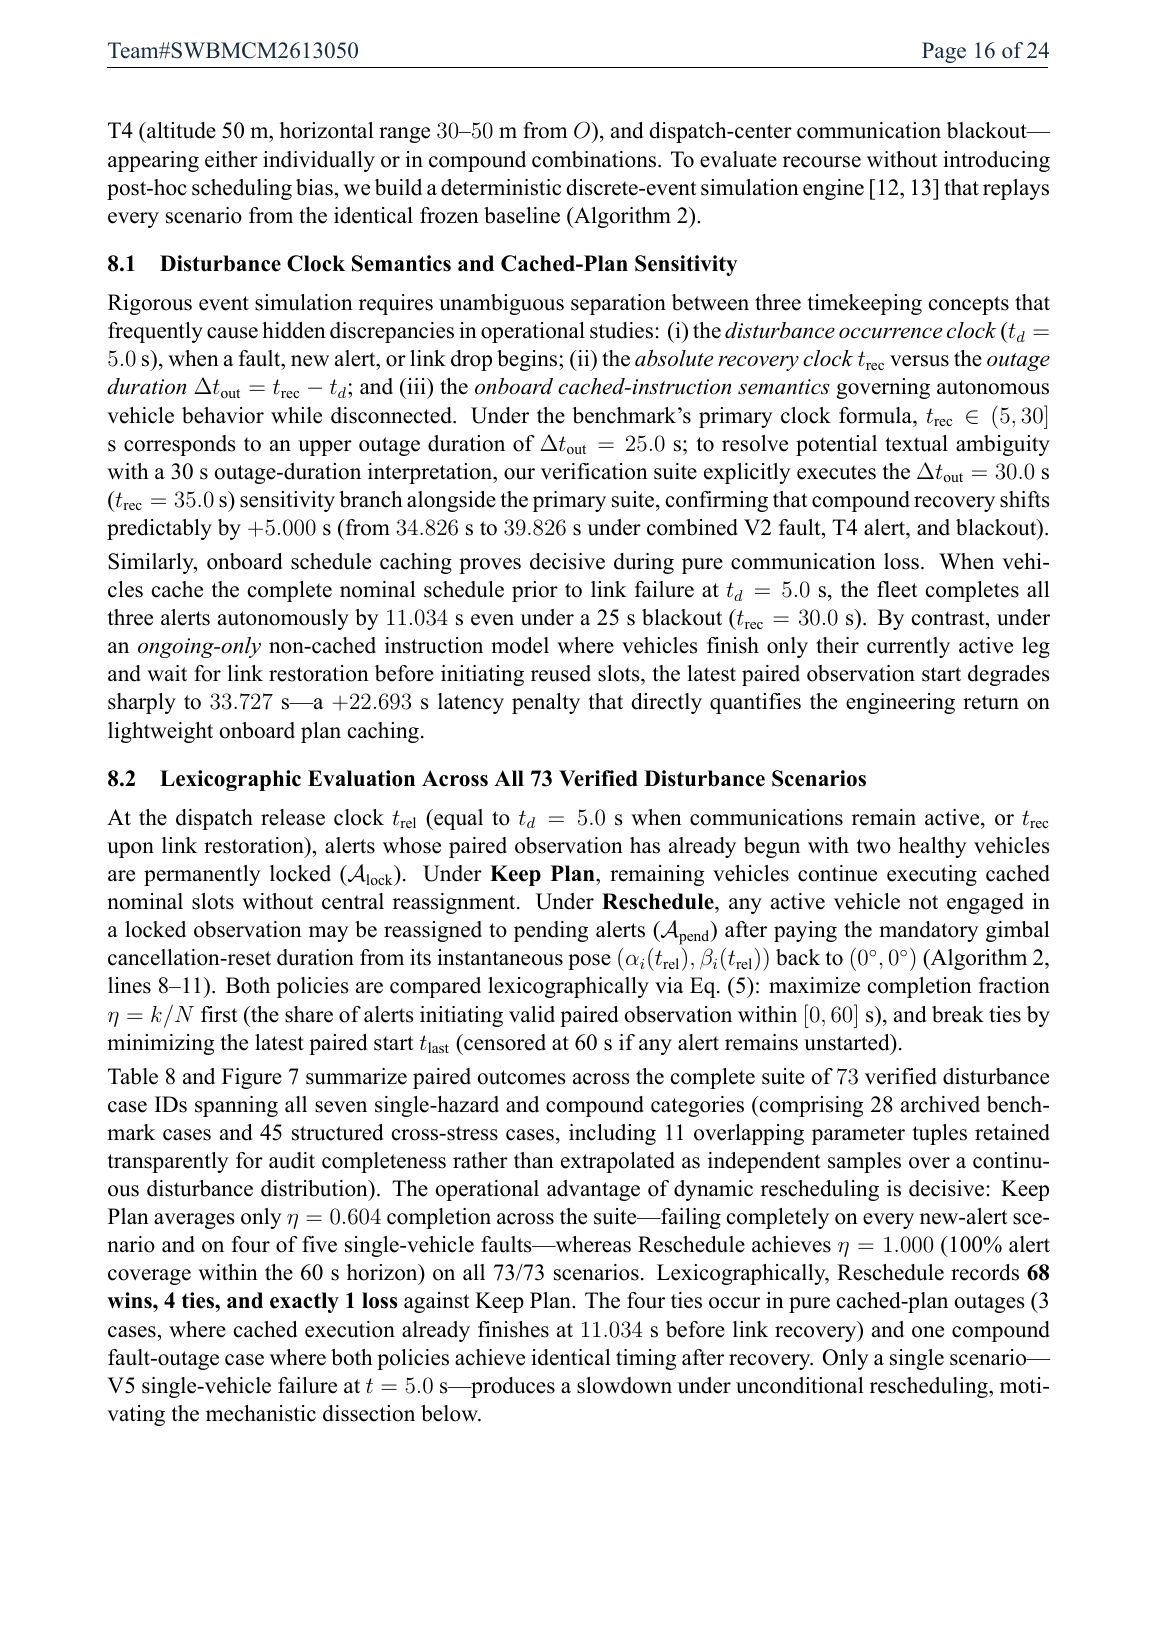 Team#SWBMCM2613050 Page 16 of 24
T4 (altitude 50 m, horizontal range 30–50 m from O), and dispatch-center communication blackout—
appearing either individually or in compound combinations. To evaluate recourse without introducing
post-hoc scheduling bias, we build a deterministic discrete-event simulation engine [12, 13] that replays
every scenario from the identical frozen baseline (Algorithm 2).
8.1 Disturbance Clock Semantics and Cached-Plan Sensitivity
Rigorous event simulation requires unambiguous separation between three timekeeping concepts that
frequently cause hidden discrepancies in operational studies: (i) the disturbance occurrence clock (t_d =
5.0 s), when a fault, new alert, or link drop begins; (ii) the absolute recovery clock t_rec versus the outage
duration Δt_out = t_rec − t_d; and (iii) the onboard cached-instruction semantics governing autonomous
vehicle behavior while disconnected. Under the benchmark's primary clock formula, t_rec ∈ (5, 30]
s corresponds to an upper outage duration of Δt_out = 25.0 s; to resolve potential textual ambiguity
with a 30 s outage-duration interpretation, our verification suite explicitly executes the Δt_out = 30.0 s
(t_rec = 35.0 s) sensitivity branch alongside the primary suite, confirming that compound recovery shifts
predictably by +5.000 s (from 34.826 s to 39.826 s under combined V2 fault, T4 alert, and blackout).
Similarly, onboard schedule caching proves decisive during pure communication loss. When vehi-
cles cache the complete nominal schedule prior to link failure at t_d = 5.0 s, the fleet completes all
three alerts autonomously by 11.034 s even under a 25 s blackout (t_rec = 30.0 s). By contrast, under
an ongoing-only non-cached instruction model where vehicles finish only their currently active leg
and wait for link restoration before initiating reused slots, the latest paired observation start degrades
sharply to 33.727 s—a +22.693 s latency penalty that directly quantifies the engineering return on
lightweight onboard plan caching.
8.2 Lexicographic Evaluation Across All 73 Verified Disturbance Scenarios
At the dispatch release clock t_rel (equal to t_d = 5.0 s when communications remain active, or t_rec
upon link restoration), alerts whose paired observation has already begun with two healthy vehicles
are permanently locked (𝒜_lock). Under Keep Plan, remaining vehicles continue executing cached
nominal slots without central reassignment. Under Reschedule, any active vehicle not engaged in
a locked observation may be reassigned to pending alerts (𝒜_pend) after paying the mandatory gimbal
cancellation-reset duration from its instantaneous pose (α_i(t_rel), β_i(t_rel)) back to (0°, 0°) (Algorithm 2,
lines 8–11). Both policies are compared lexicographically via Eq. (5): maximize completion fraction
η = k/N first (the share of alerts initiating valid paired observation within [0, 60] s), and break ties by
minimizing the latest paired start t_last (censored at 60 s if any alert remains unstarted).
Table 8 and Figure 7 summarize paired outcomes across the complete suite of 73 verified disturbance
case IDs spanning all seven single-hazard and compound categories (comprising 28 archived bench-
mark cases and 45 structured cross-stress cases, including 11 overlapping parameter tuples retained
transparently for audit completeness rather than extrapolated as independent samples over a continu-
ous disturbance distribution). The operational advantage of dynamic rescheduling is decisive: Keep
Plan averages only η = 0.604 completion across the suite—failing completely on every new-alert sce-
nario and on four of five single-vehicle faults—whereas Reschedule achieves η = 1.000 (100% alert
coverage within the 60 s horizon) on all 73/73 scenarios. Lexicographically, Reschedule records 68
wins, 4 ties, and exactly 1 loss against Keep Plan. The four ties occur in pure cached-plan outages (3
cases, where cached execution already finishes at 11.034 s before link recovery) and one compound
fault-outage case where both policies achieve identical timing after recovery. Only a single scenario—
V5 single-vehicle failure at t = 5.0 s—produces a slowdown under unconditional rescheduling, moti-
vating the mechanistic dissection below.